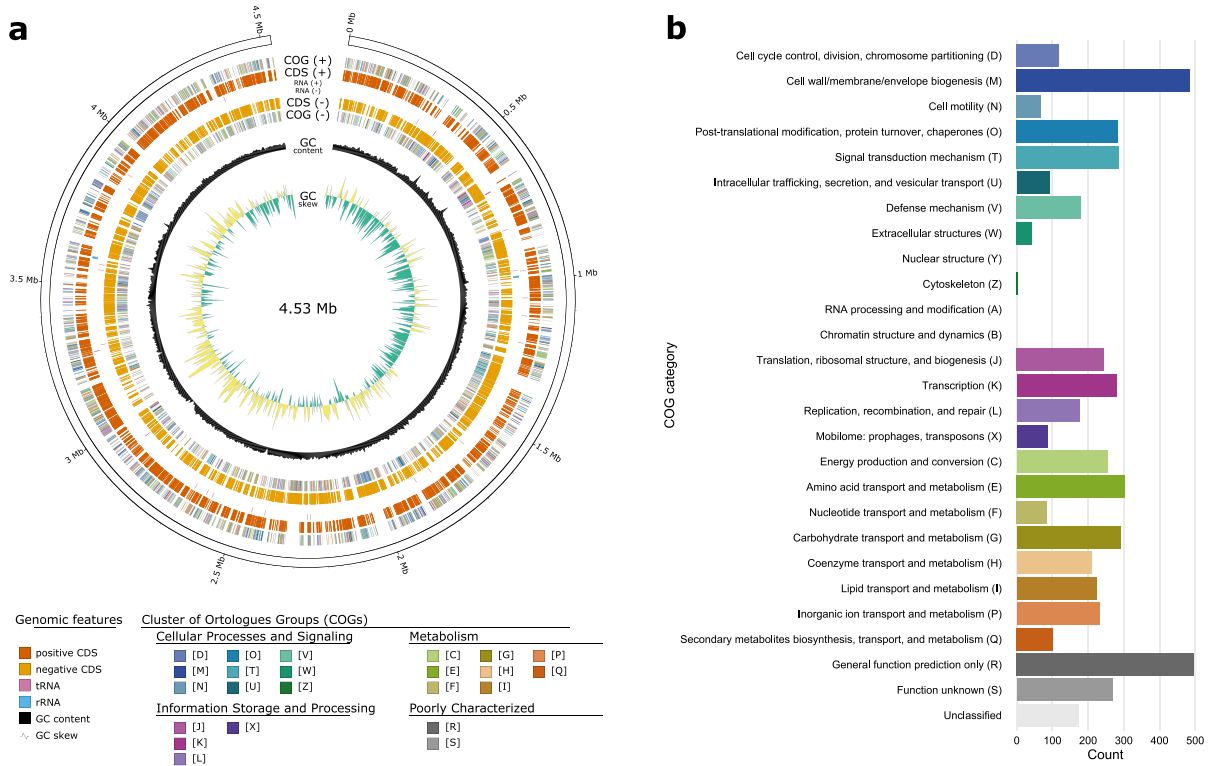 a
4.5 Mb
0
0.5
1 Mb
1.5 Mb
2 Mb
2.5 Mb
3 Mb
3.5 Mb
4 Mb
COG (+)
CDS (+)
RNA (+)
RNA (-)
CDS (-)
COG (-)
GC
content
GC
skew
4.53 Mb
Genomic features
positive CDS
negative CDS
tRNA
rRNA
GC content
GC skew
Cluster of Ortologues Groups (COGs)
Cellular Processes and Signaling
[D] [O] [V]
[M] [T] [W]
[N] [U] [Z]
Information Storage and Processing
[J] [X]
[K]
[L]
Metabolism
[C] [G] [P]
[E] [H] [Q]
[F] [I]
Poorly Characterized
[R]
[S]
b
COG category
Cell cycle control, division, chromosome partitioning (D)
Cell wall/membrane/envelope biogenesis (M)
Cell motility (N)
Post-translational modification, protein turnover, chaperones (O)
Signal transduction mechanism (T)
Intracellular trafficking, secretion, and vesicular transport (U)
Defense mechanism (V)
Extracellular structures (W)
Nuclear structure (Y)
Cytoskeleton (Z)
RNA processing and modification (A)
Chromatin structure and dynamics (B)
Translation, ribosomal structure, and biogenesis (J)
Transcription (K)
Replication, recombination, and repair (L)
Mobilome: prophages, transposons (X)
Energy production and conversion (C)
Amino acid transport and metabolism (E)
Nucleotide transport and metabolism (F)
Carbohydrate transport and metabolism (G)
Coenzyme transport and metabolism (H)
Lipid transport and metabolism (I)
Inorganic ion transport and metabolism (P)
Secondary metabolites biosynthesis, transport, and metabolism (Q)
General function prediction only (R)
Function unknown (S)
Unclassified
0 100 200 300 400 500
Count